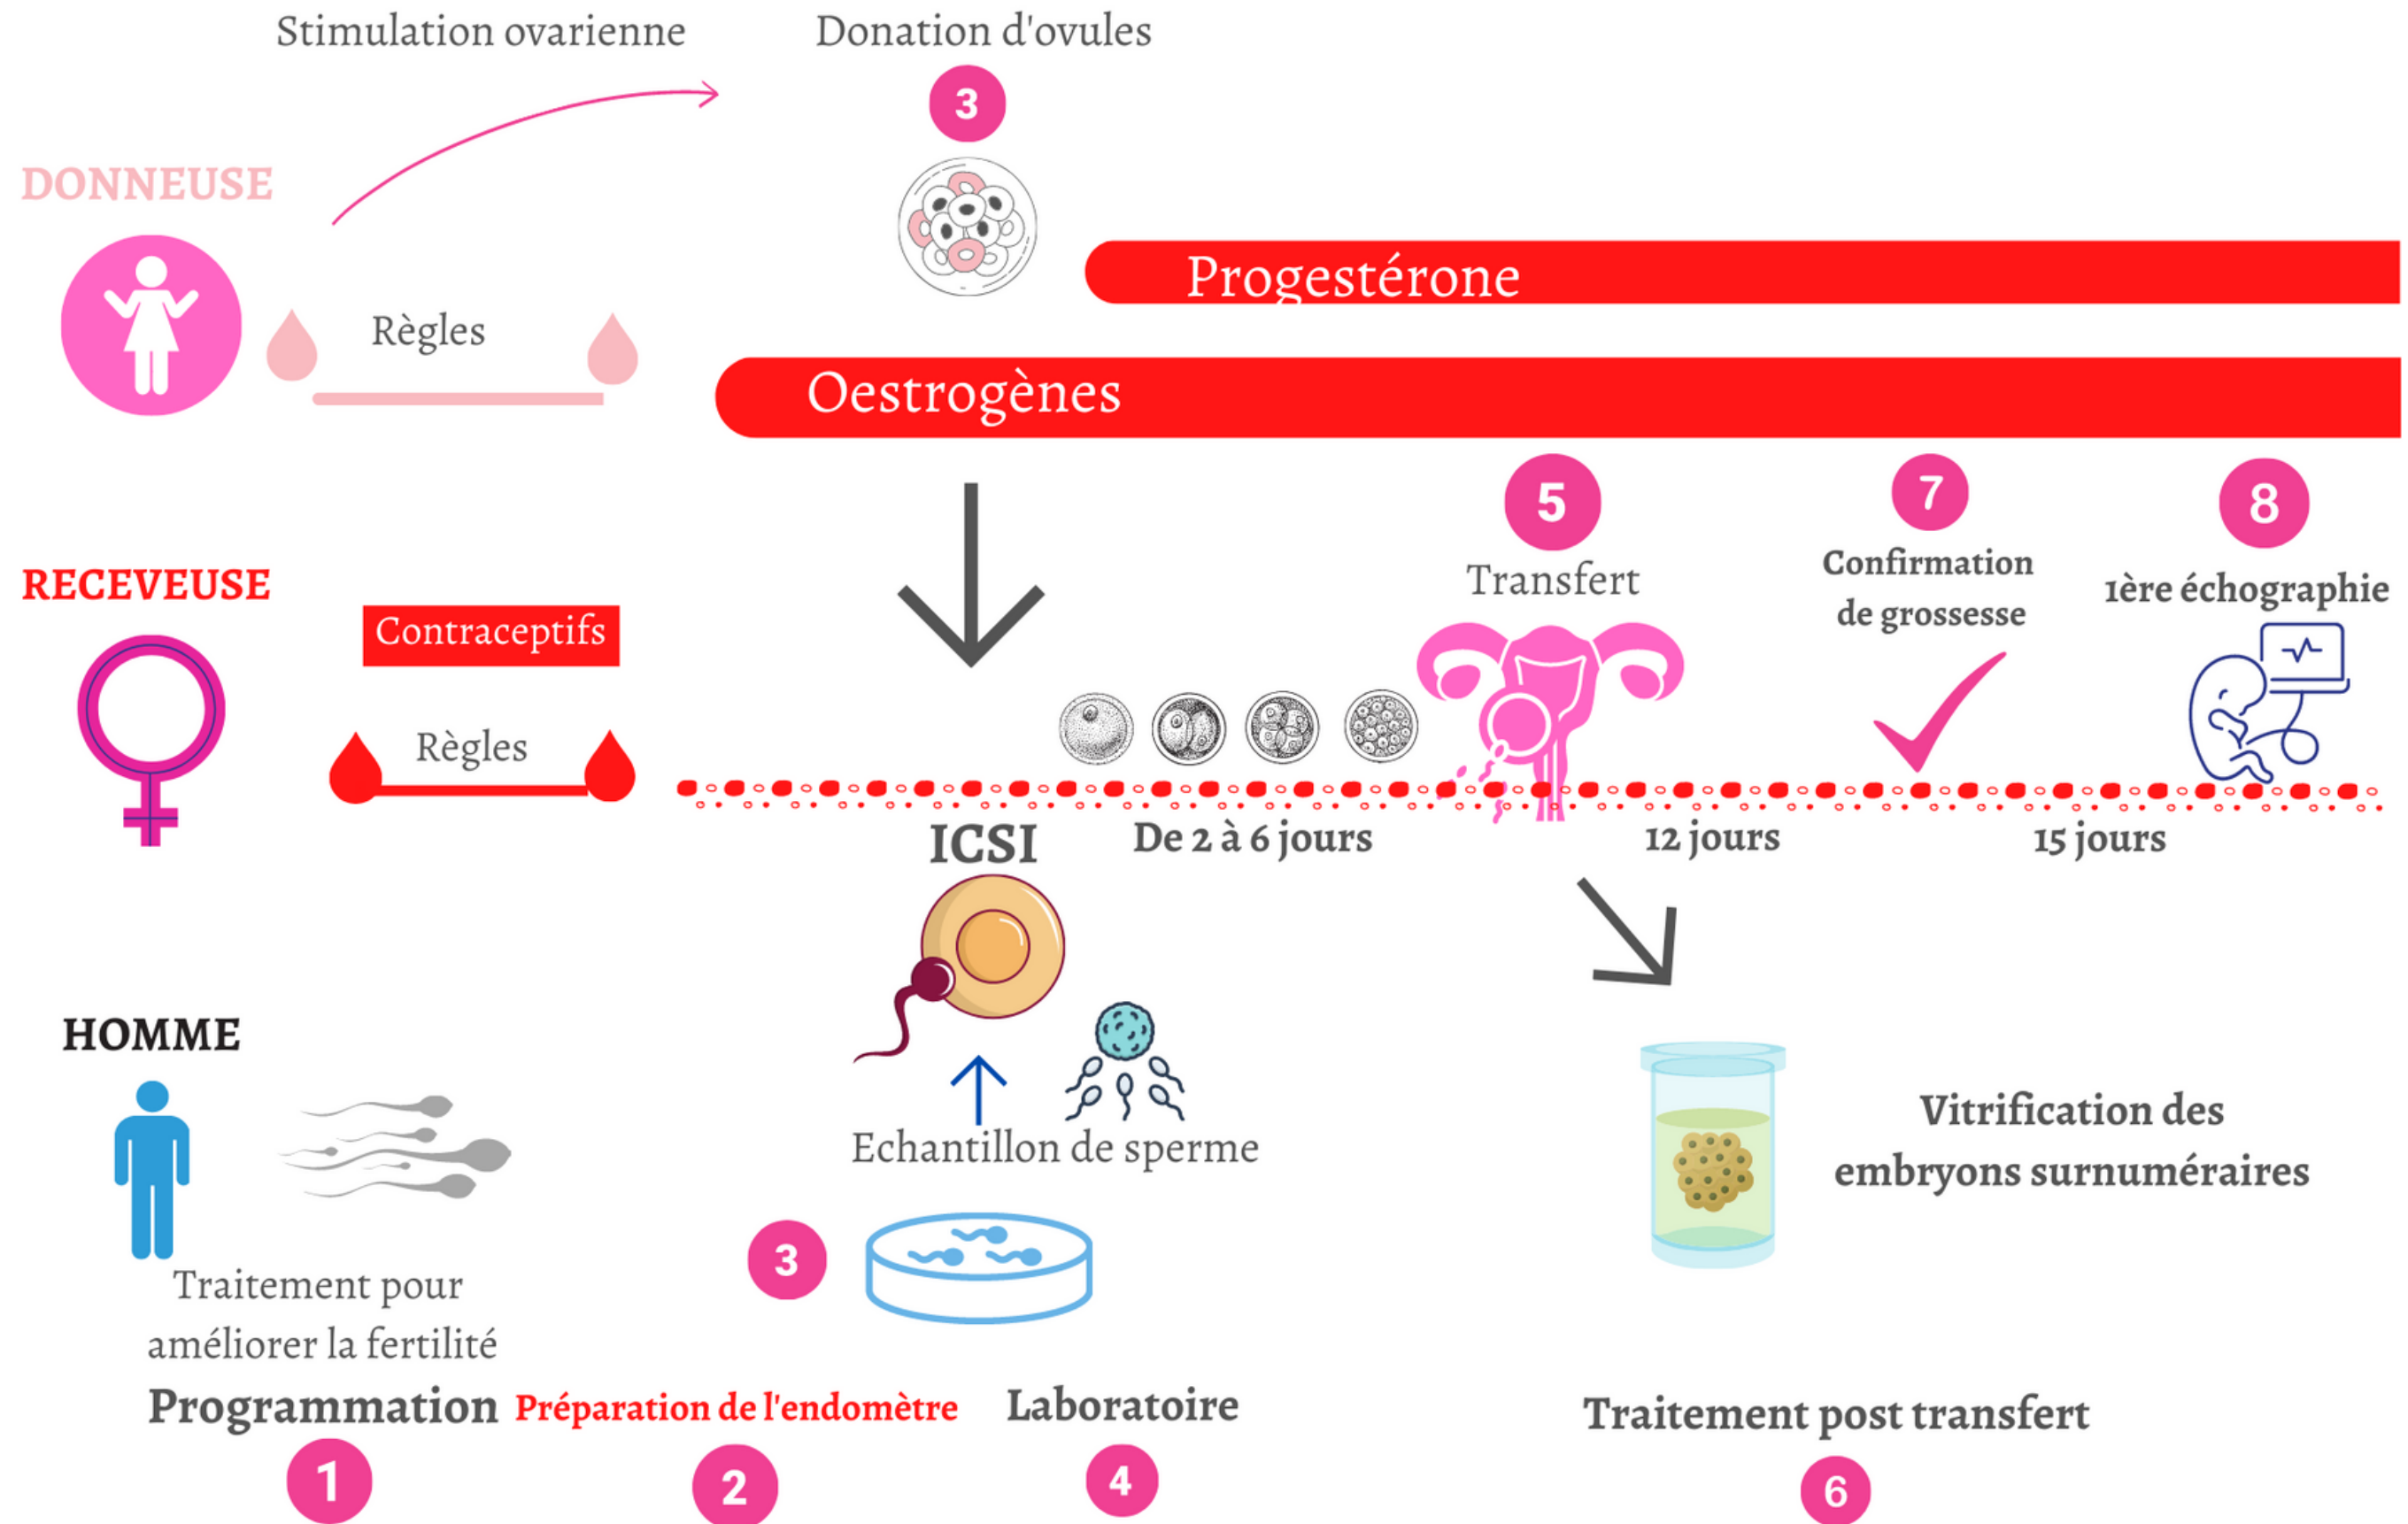 Stimulation ovarienne
Donation d'ovules
3
DONNEUSE
Progestérone
Règles
Oestrogènes
5
7
8
Transfert
Confirmation
de grossesse
1ère échographie
RECEVEUSE
Contraceptifs
Règles
ICSI
De 2 à 6 jours
12 jours
15 jours
HOMME
Echantillon de sperme
Vitrification des
embryons surnuméraires
3
Traitement pour
améliorer la fertilité
Programmation
Préparation de l'endomètre
Laboratoire
Traitement post transfert
1
2
4
6